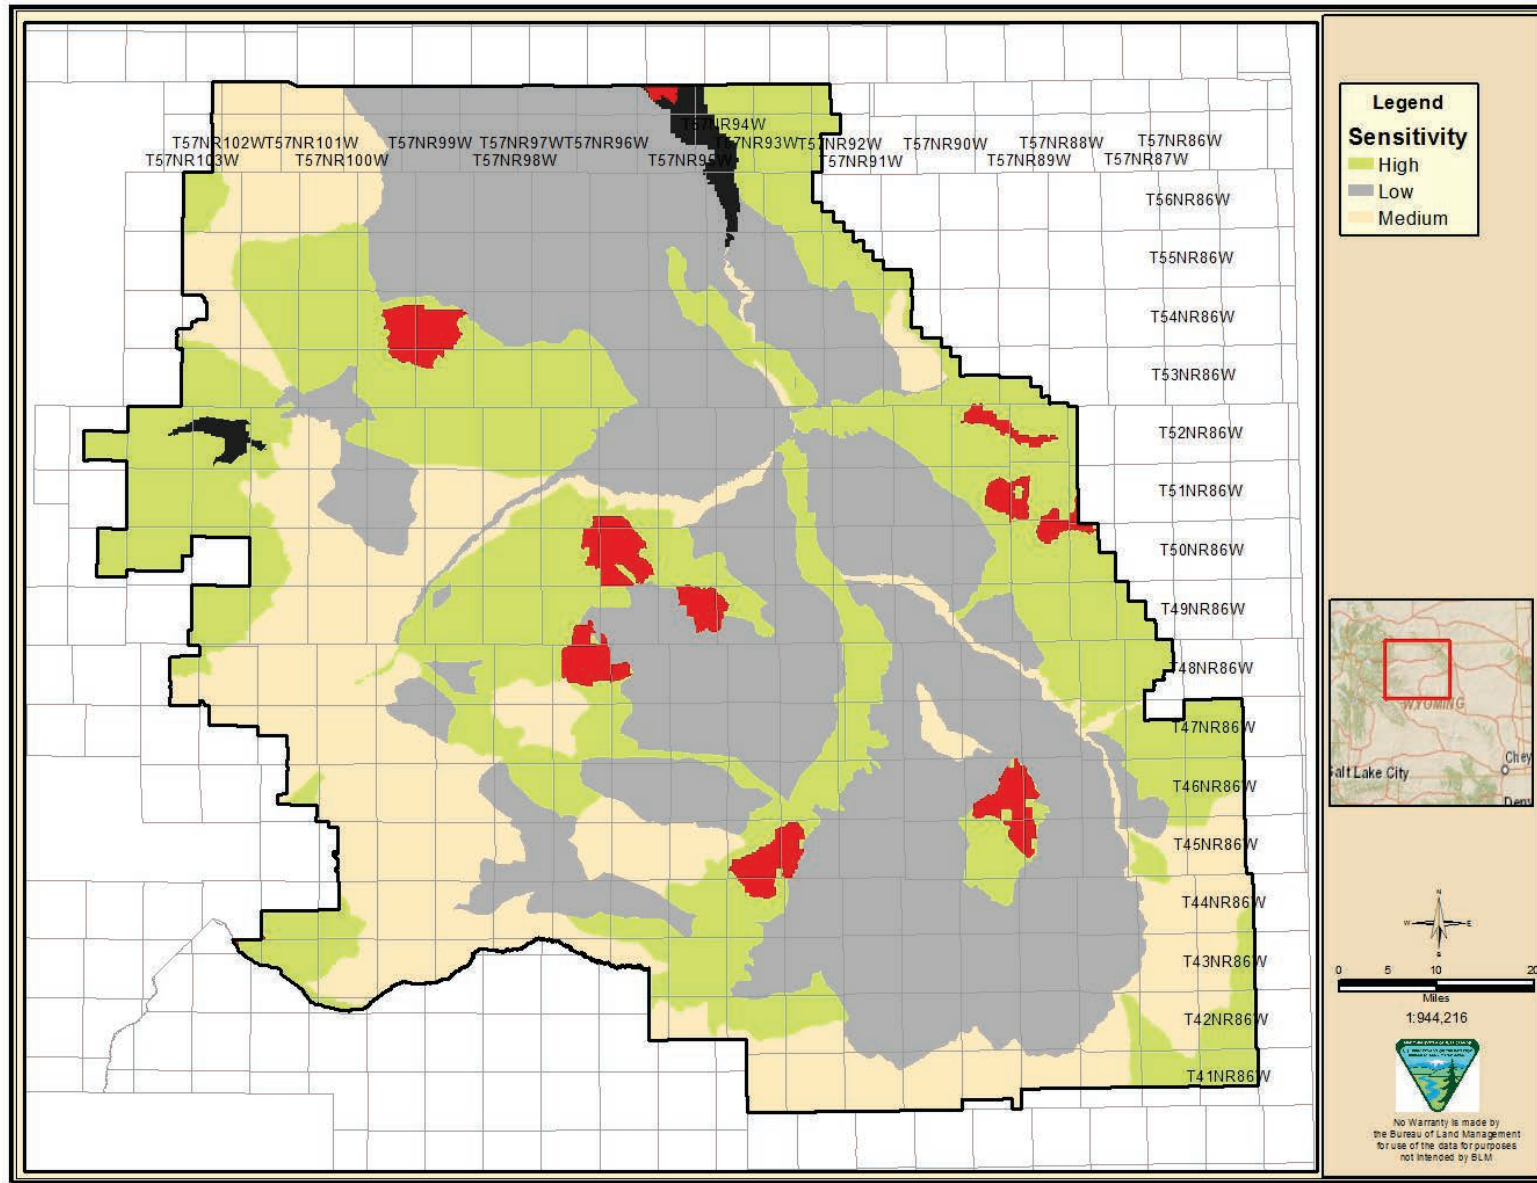 T57NR94W
T57NR102W T57NR101W T57NR99W T57NR97W T57NR96W T57NR93W T57NR92W T57NR90W T57NR88W T57NR86W
T57NR103W T57NR100W T57NR98W T57NR95W T57NR91W T57NR89W T57NR87W
T56NR86W
T55NR86W
T54NR86W
T53NR86W
T52NR86W
T51NR86W
T50NR86W
T49NR86W
T48NR86W
T47NR86W
T46NR86W
T45NR86W
T44NR86W
T43NR86W
T42NR86W
T41NR86W
Legend
Sensitivity
High
Low
Medium
WYOMING
Salt Lake City
Chey
Denv
N
W E
S
0 5 10 20
Miles
1:944,216
No Warranty is made by
the Bureau of Land Management
for use of the data for purposes
not intended by BLM